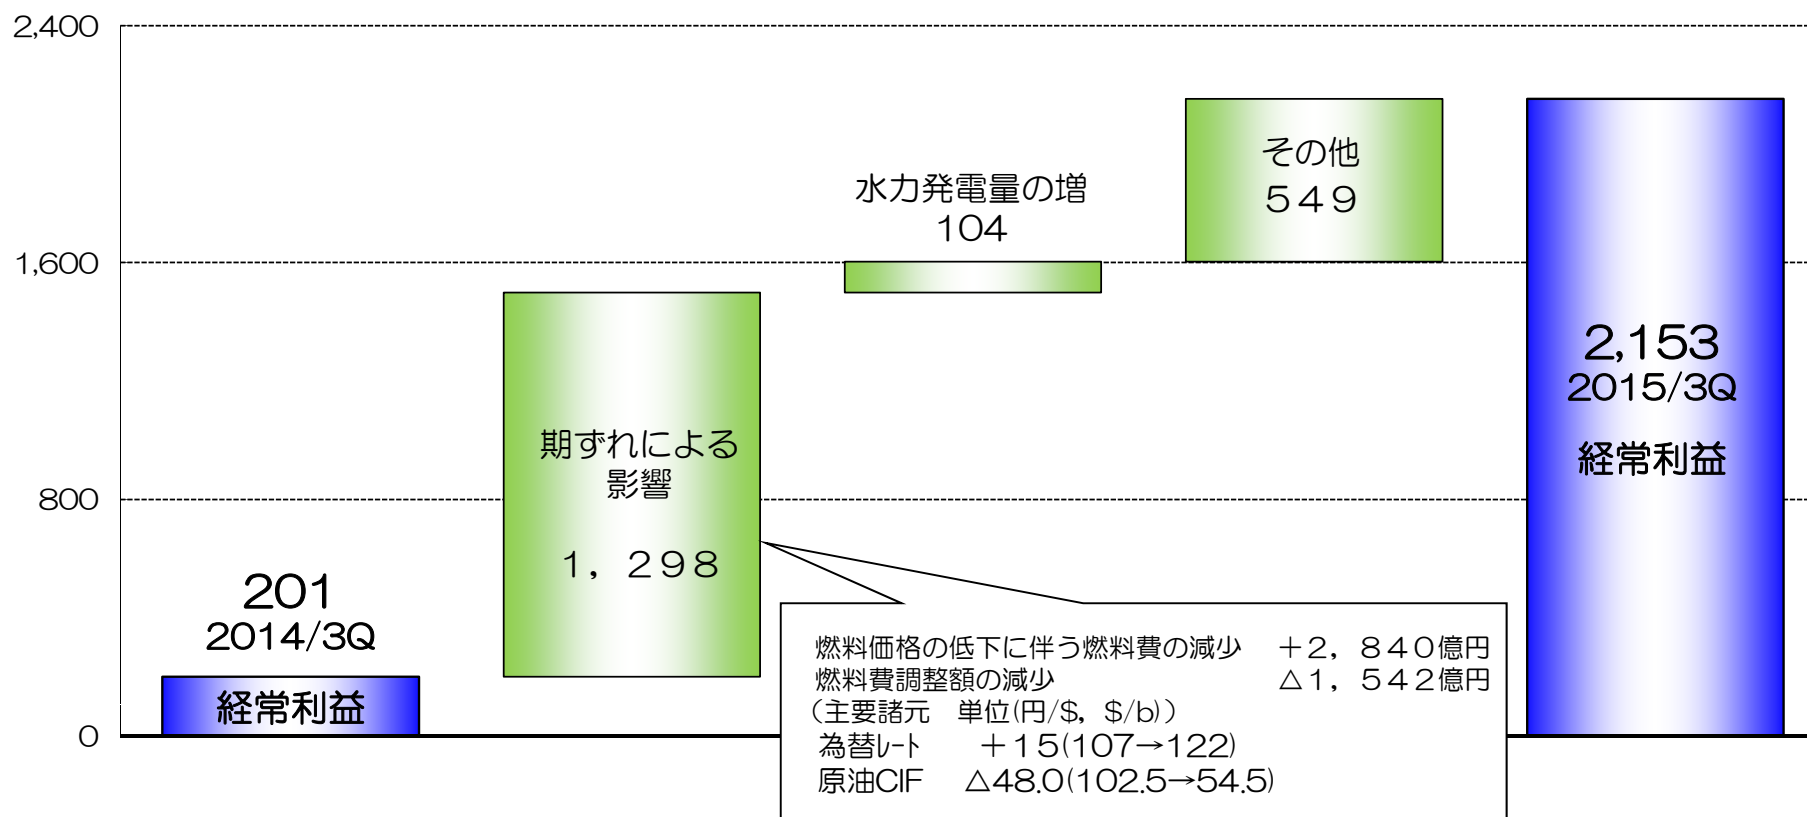 2,400
1,600
800
0
201
2014/3Q
経常利益
期ずれによる
影響
１，２９８
水力発電量の増
104
その他
５４９
2,153
2015/3Q
経常利益
燃料価格の低下に伴う燃料費の減少　＋２，８４０億円
燃料費調整額の減少　△１，５４２億円
（主要諸元　単位(円/$, $/b)）
為替ﾚｰﾄ　＋１５(107→122)
原油CIF　△48.0(102.5→54.5)